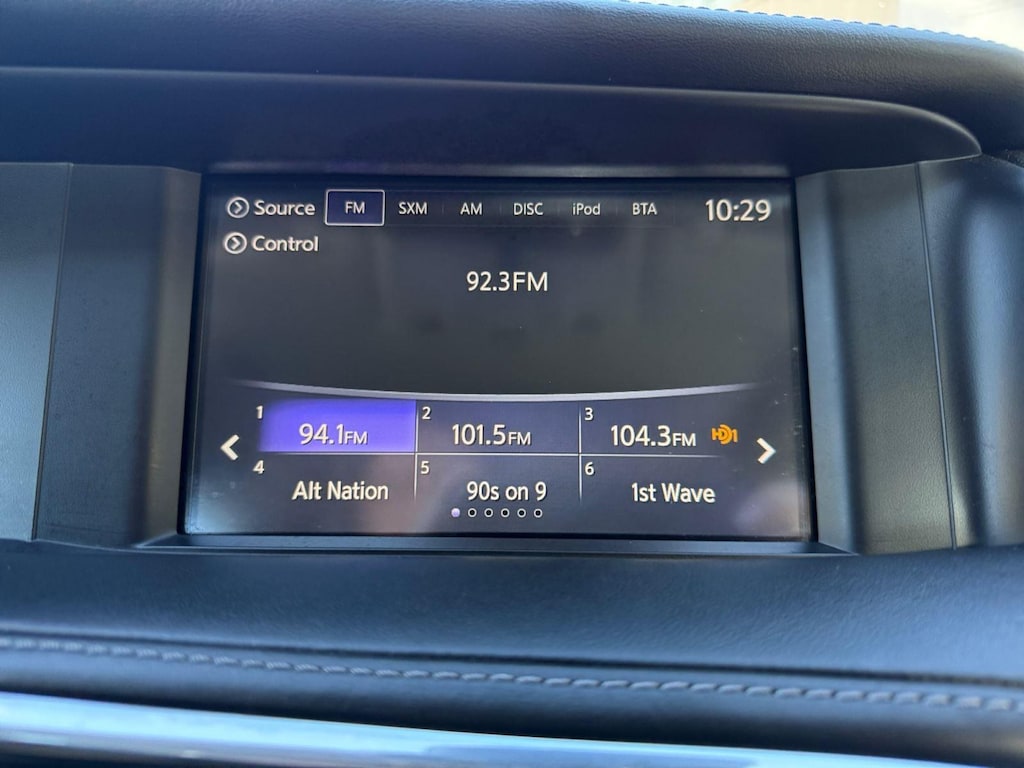 Source FM SXM AM DISC iPod BTA 10:29
Control
92.3FM
1 94.1FM 2 101.5FM 3 104.3FM HD1
4 Alt Nation 5 90s on 9 6 1st Wave